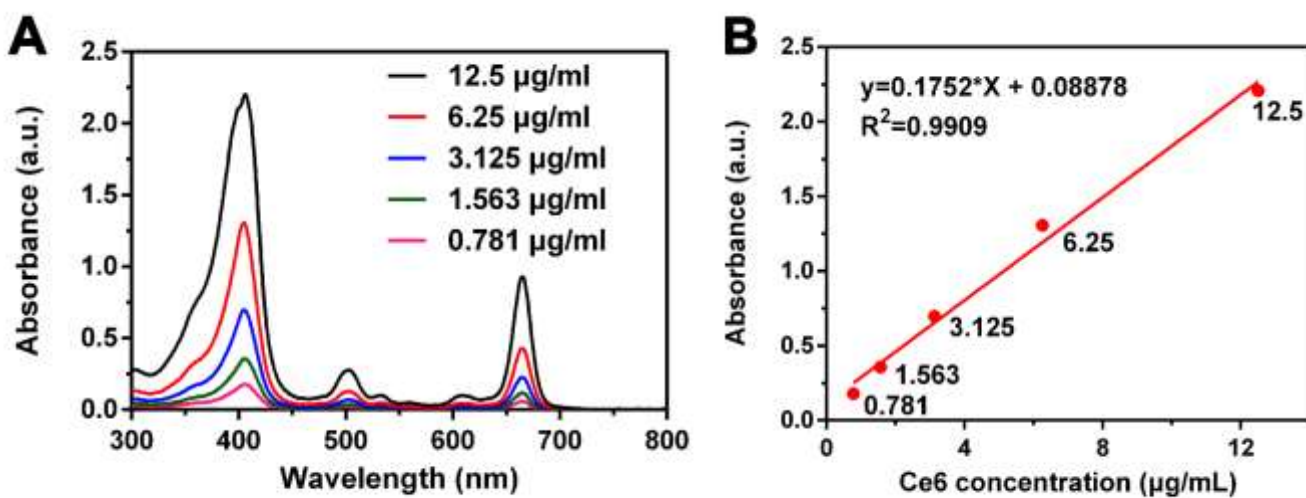 A
Absorbance (a.u.)
2.5
2.0
1.5
1.0
0.5
0.0
12.5 µg/ml
6.25 µg/ml
3.125 µg/ml
1.563 µg/ml
0.781 µg/ml
300 400 500 600 700 800
Wavelength (nm)
B
Absorbance (a.u.)
2.5
2.0
1.5
1.0
0.5
0.0
y=0.1752*X + 0.08878
R²=0.9909
12.5
6.25
3.125
1.563
0.781
0 4 8 12
Ce6 concentration (µg/mL)